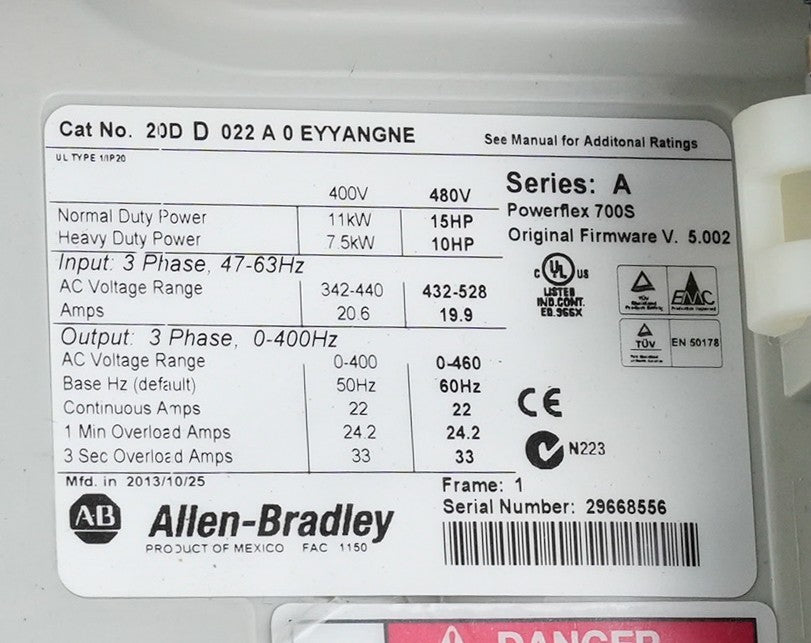 Cat No. 20D D 022 A 0 EYYANGNE
See Manual for Additonal Ratings
UL TYPE 1/IP20
400V 480V
Normal Duty Power 11kW 15HP
Heavy Duty Power 7.5kW 10HP
Input: 3 Phase, 47-63Hz
AC Voltage Range 342-440 432-528
Amps 20.6 19.9
Output: 3 Phase, 0-400Hz
AC Voltage Range 0-400 0-460
Base Hz (default) 50Hz 60Hz
Continuous Amps 22 22
1 Min Overload Amps 24.2 24.2
3 Sec Overload Amps 33 33
Mfd. in 2013/10/25
Series: A
Powerflex 700S
Original Firmware V. 5.002
C UL US
LISTED
IND.CONT.
EQ.966X
TÜV
EMC
TÜV
EN 50178
CE
N223
Frame: 1
Serial Number: 29668556
AB Allen-Bradley
PRODUCT OF MEXICO FAC 1150
DANGER